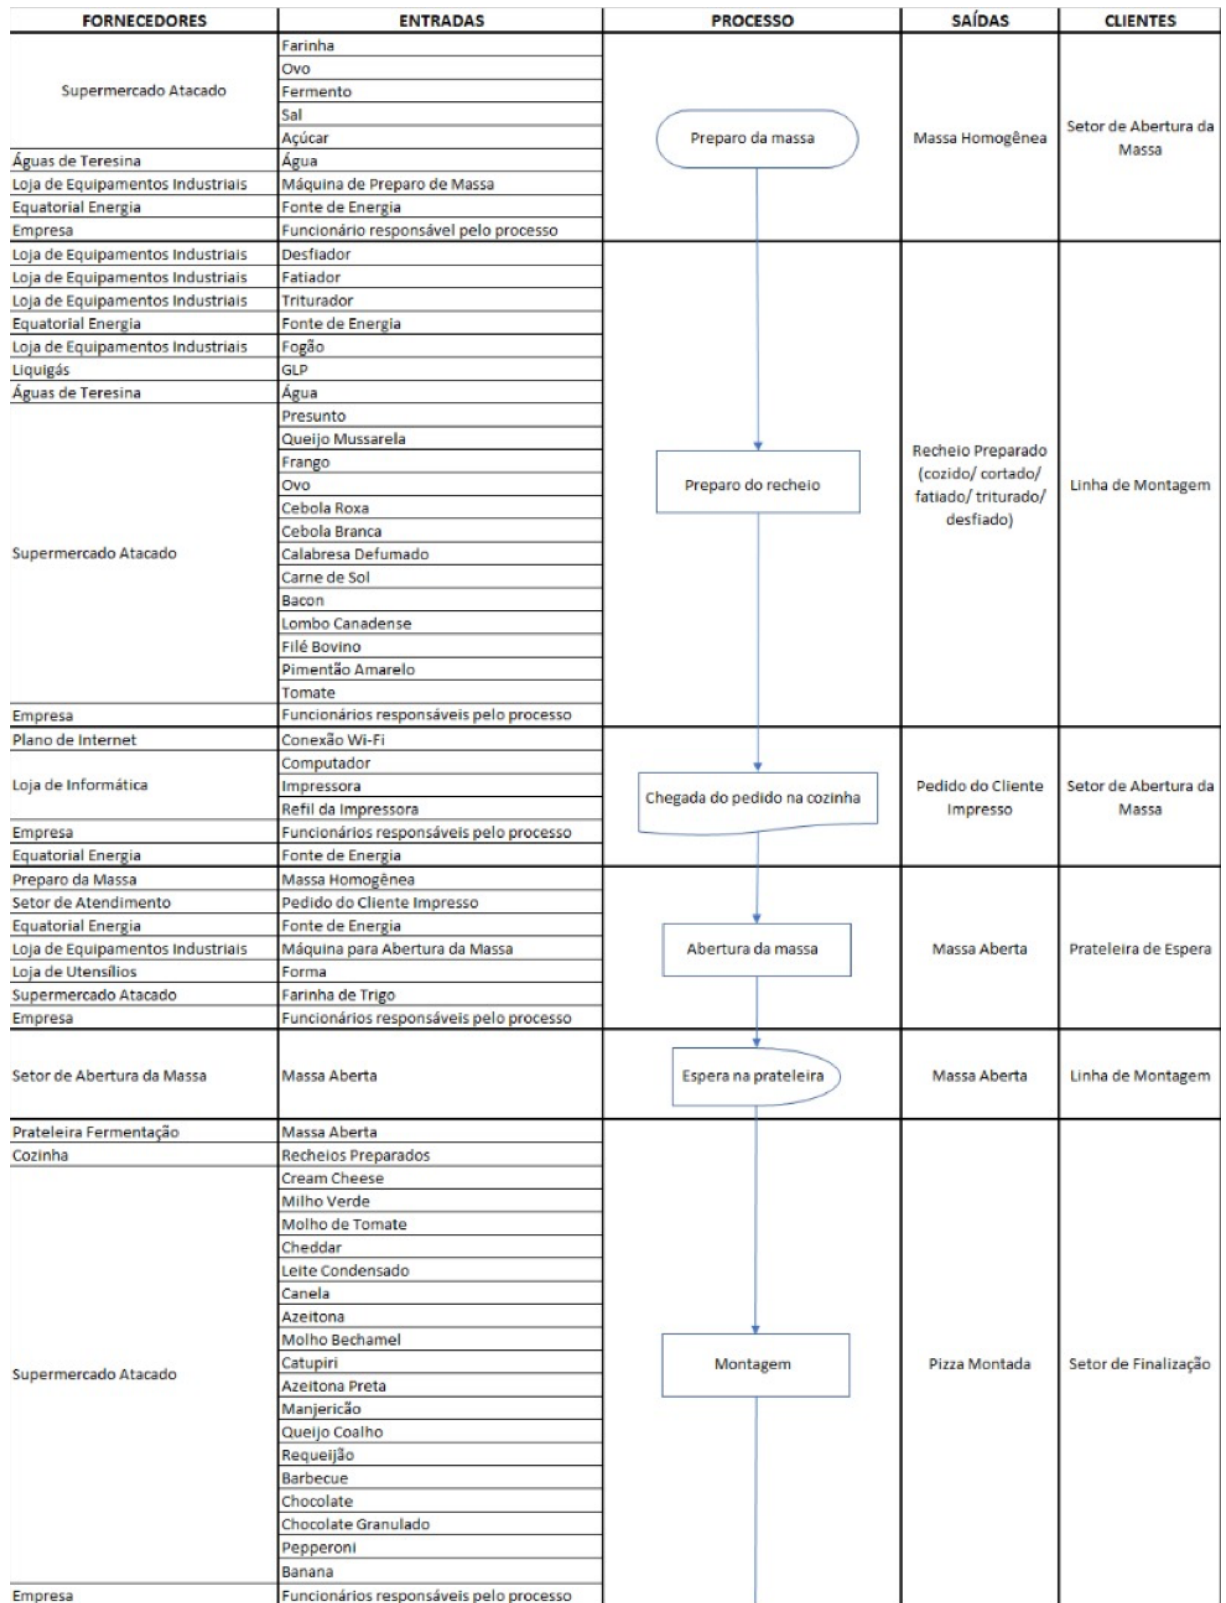 FORNECEDORES ENTRADAS PROCESSO SAÍDAS CLIENTES
Supermercado Atacado
Farinha
Ovo
Fermento
Sal
Açúcar
Águas de Teresina Água
Loja de Equipamentos Industriais Máquina de Preparo de Massa
Equatorial Energia Fonte de Energia
Empresa Funcionário responsável pelo processo
Preparo da massa
Massa Homogênea
Setor de Abertura da
Massa
Loja de Equipamentos Industriais Desfiador
Loja de Equipamentos Industriais Fatiador
Loja de Equipamentos Industriais Triturador
Equatorial Energia Fonte de Energia
Loja de Equipamentos Industriais Fogão
Liquigás GLP
Águas de Teresina Água
Supermercado Atacado
Presunto
Queijo Mussarela
Frango
Ovo
Cebola Roxa
Cebola Branca
Calabresa Defumado
Carne de Sol
Bacon
Lombo Canadense
Filé Bovino
Pimentão Amarelo
Tomate
Empresa Funcionários responsáveis pelo processo
Preparo do recheio
Recheio Preparado
(cozido/ cortado/
fatiado/ triturado/
desfiado)
Linha de Montagem
Plano de Internet Conexão Wi-Fi
Loja de Informática
Computador
Impressora
Refil da Impressora
Empresa Funcionários responsáveis pelo processo
Equatorial Energia Fonte de Energia
Chegada do pedido na cozinha
Pedido do Cliente
Impresso
Setor de Abertura da
Massa
Preparo da Massa Massa Homogênea
Setor de Atendimento Pedido do Cliente Impresso
Equatorial Energia Fonte de Energia
Loja de Equipamentos Industriais Máquina para Abertura da Massa
Loja de Utensílios Forma
Supermercado Atacado Farinha de Trigo
Empresa Funcionários responsáveis pelo processo
Abertura da massa
Massa Aberta
Prateleira de Espera
Setor de Abertura da Massa Massa Aberta Espera na prateleira Massa Aberta Linha de Montagem
Prateleira Fermentação Massa Aberta
Cozinha Recheios Preparados
Supermercado Atacado
Cream Cheese
Milho Verde
Molho de Tomate
Cheddar
Leite Condensado
Canela
Azeitona
Molho Bechamel
Catupiri
Azeitona Preta
Manjericão
Queijo Coalho
Requeijão
Barbecue
Chocolate
Chocolate Granulado
Pepperoni
Banana
Empresa Funcionários responsáveis pelo processo
Montagem
Pizza Montada
Setor de Finalização